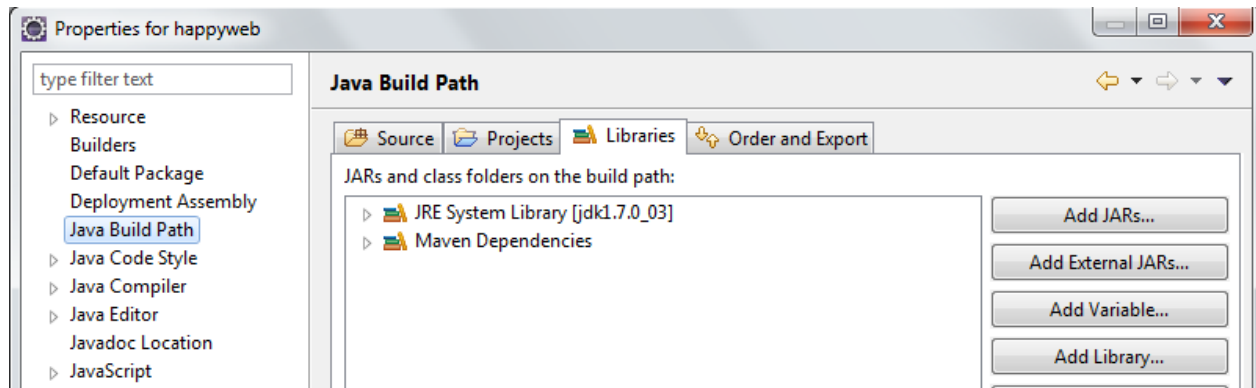 Properties for happyweb
type filter text
Resource
Builders
Default Package
Deployment Assembly
Java Build Path
Java Code Style
Java Compiler
Java Editor
Javadoc Location
JavaScript
Java Build Path
Source Projects Libraries Order and Export
JARs and class folders on the build path:
JRE System Library [jdk1.7.0_03]
Maven Dependencies
Add JARs...
Add External JARs...
Add Variable...
Add Library...